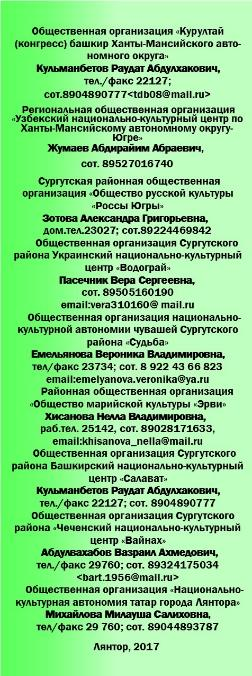 Общественная организация «Курултай
(конгресс) башкир Ханты-Мансийского авто-
номного округа»
Кульманбетов Раудат Абдулхакович,
тел./факс 22127;
сот.8904890777<tdb08@mail.ru>
Региональная общественная организация
«Узбекский национально-культурный центр по
Ханты-Мансийскому автономному округу-
Югре»
Жумаев Абдирайим Абраевич,
сот. 89527016740
Сургутская районная общественная
организация «Общество русской культуры
«Россы Югры»
Зотова Александра Григорьевна,
дом.тел.23027; сот.89224469842
Общественная организация Сургутского
района Украинский национально-культурный
центр «Водограй»
Пасечник Вера Сергеевна,
сот. 89505160190
email:vera310160@ mail.ru
Общественная организация национально-
культурной автономии чувашей Сургутского
района «Судьба»
Емельянова Вероника Владимировна,
тел/факс 23734; сот. 8 922 43 66 823
email:emelyanova.veronika@ya.ru
Районная общественная организация
«Общество марийской культуры «Эрви»
Хисанова Нелла Владимировна,
раб.тел. 25142, сот. 89028171633,
email:khisanova_nella@mail.ru
Общественная организация Сургутского
района Башкирский национально-культурный
центр «Салават»
Кульманбетов Раудат Абдулхакович,
тел./факс 22127; сот. 8904890777
Общественная организация Сургутского
района «Чеченский национально-культурный
центр «Вайнах»
Абдулвахабов Вазраил Ахмедович,
тел./факс 29760; сот. 89324175034
<bart.1956@mail.ru>
Общественная организация «Национально-
культурная автономия татар города Лянтора»
Михайлова Милауша Салиховна,
тел/факс 29 760; сот. 89044893787
Лянтор, 2017